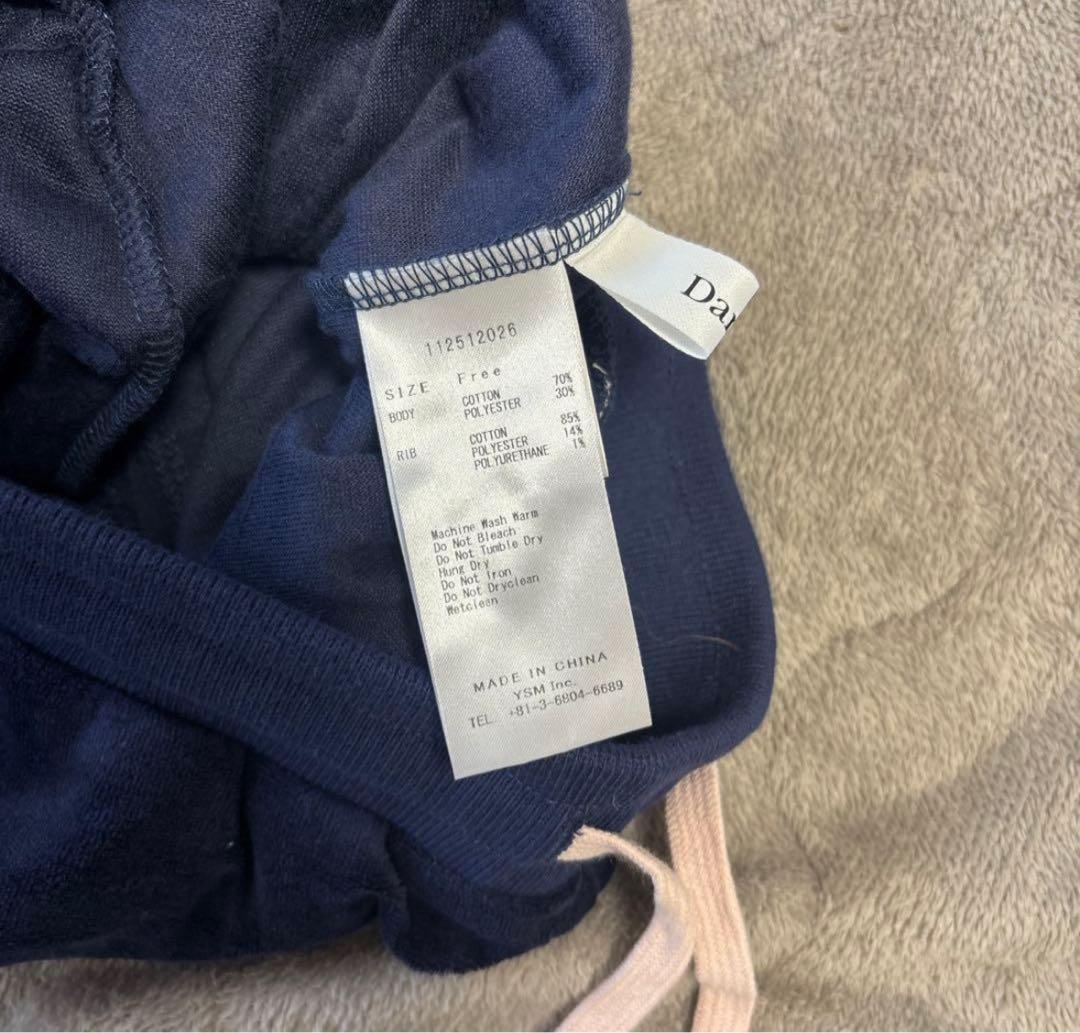 Dar
112512026
SIZE Free
BODY COTTON 70%
POLYESTER 30%
RIB COTTON 85%
POLYESTER 14%
POLYURETHANE 1%
Machine Wash Warm
Do Not Bleach
Do Not Tumble Dry
Hung Dry
Do Not Iron
Do Not Dryclean
Wetclean
MADE IN CHINA
YSM Inc.
TEL +81-3-6804-6689